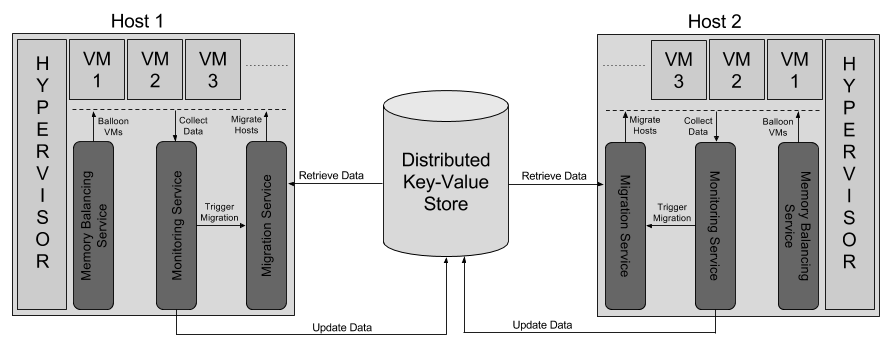 Host 1
Host 2
HYPERVISOR
VM
1
VM
2
VM
3
Balloon
VMs
Collect
Data
Migrate
Hosts
Memory Balancing
Service
Monitoring Service
Trigger
Migration
Migration Service
Retrieve Data
Update Data
Distributed
Key-Value
Store
Retrieve Data
Update Data
VM
3
VM
2
VM
1
Migrate
Hosts
Collect
Data
Balloon
VMs
Migration Service
Trigger
Migration
Monitoring Service
Memory Balancing
Service
HYPERVISOR